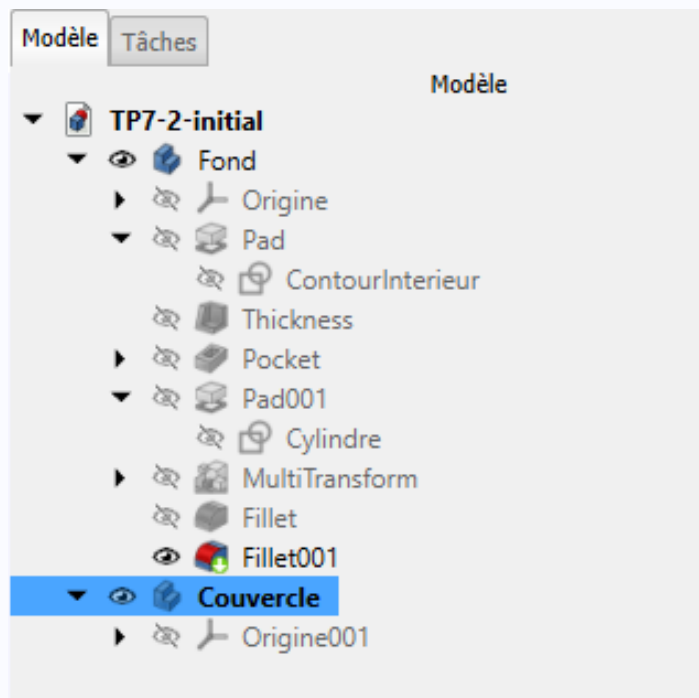 Modèle Tâches
Modèle
TP7-2-initial
Fond
Origine
Pad
ContourInterieur
Thickness
Pocket
Pad001
Cylindre
MultiTransform
Fillet
Fillet001
Couvercle
Origine001